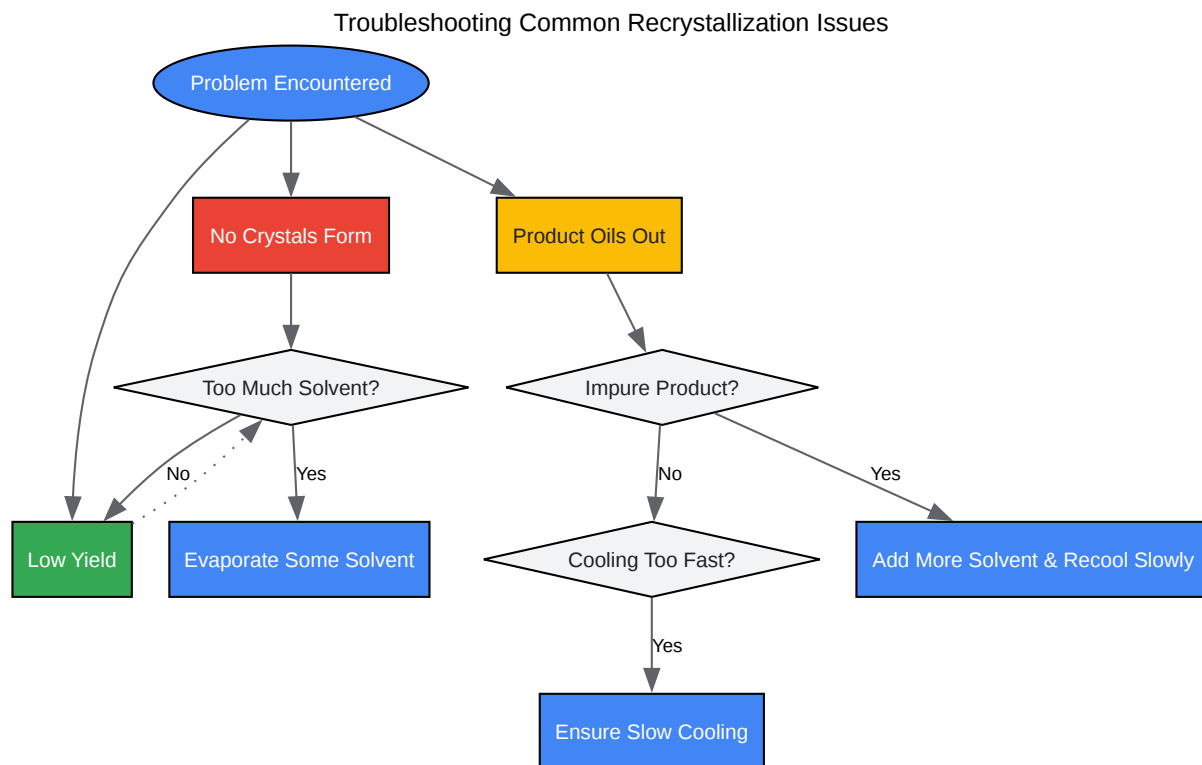 Troubleshooting Common Recrystallization Issues
Problem Encountered
No Crystals Form
Product Oils Out
Too Much Solvent?
Impure Product?
No
Yes
No
Yes
Low Yield
Evaporate Some Solvent
Cooling Too Fast?
Add More Solvent & Recool Slowly
Yes
Ensure Slow Cooling